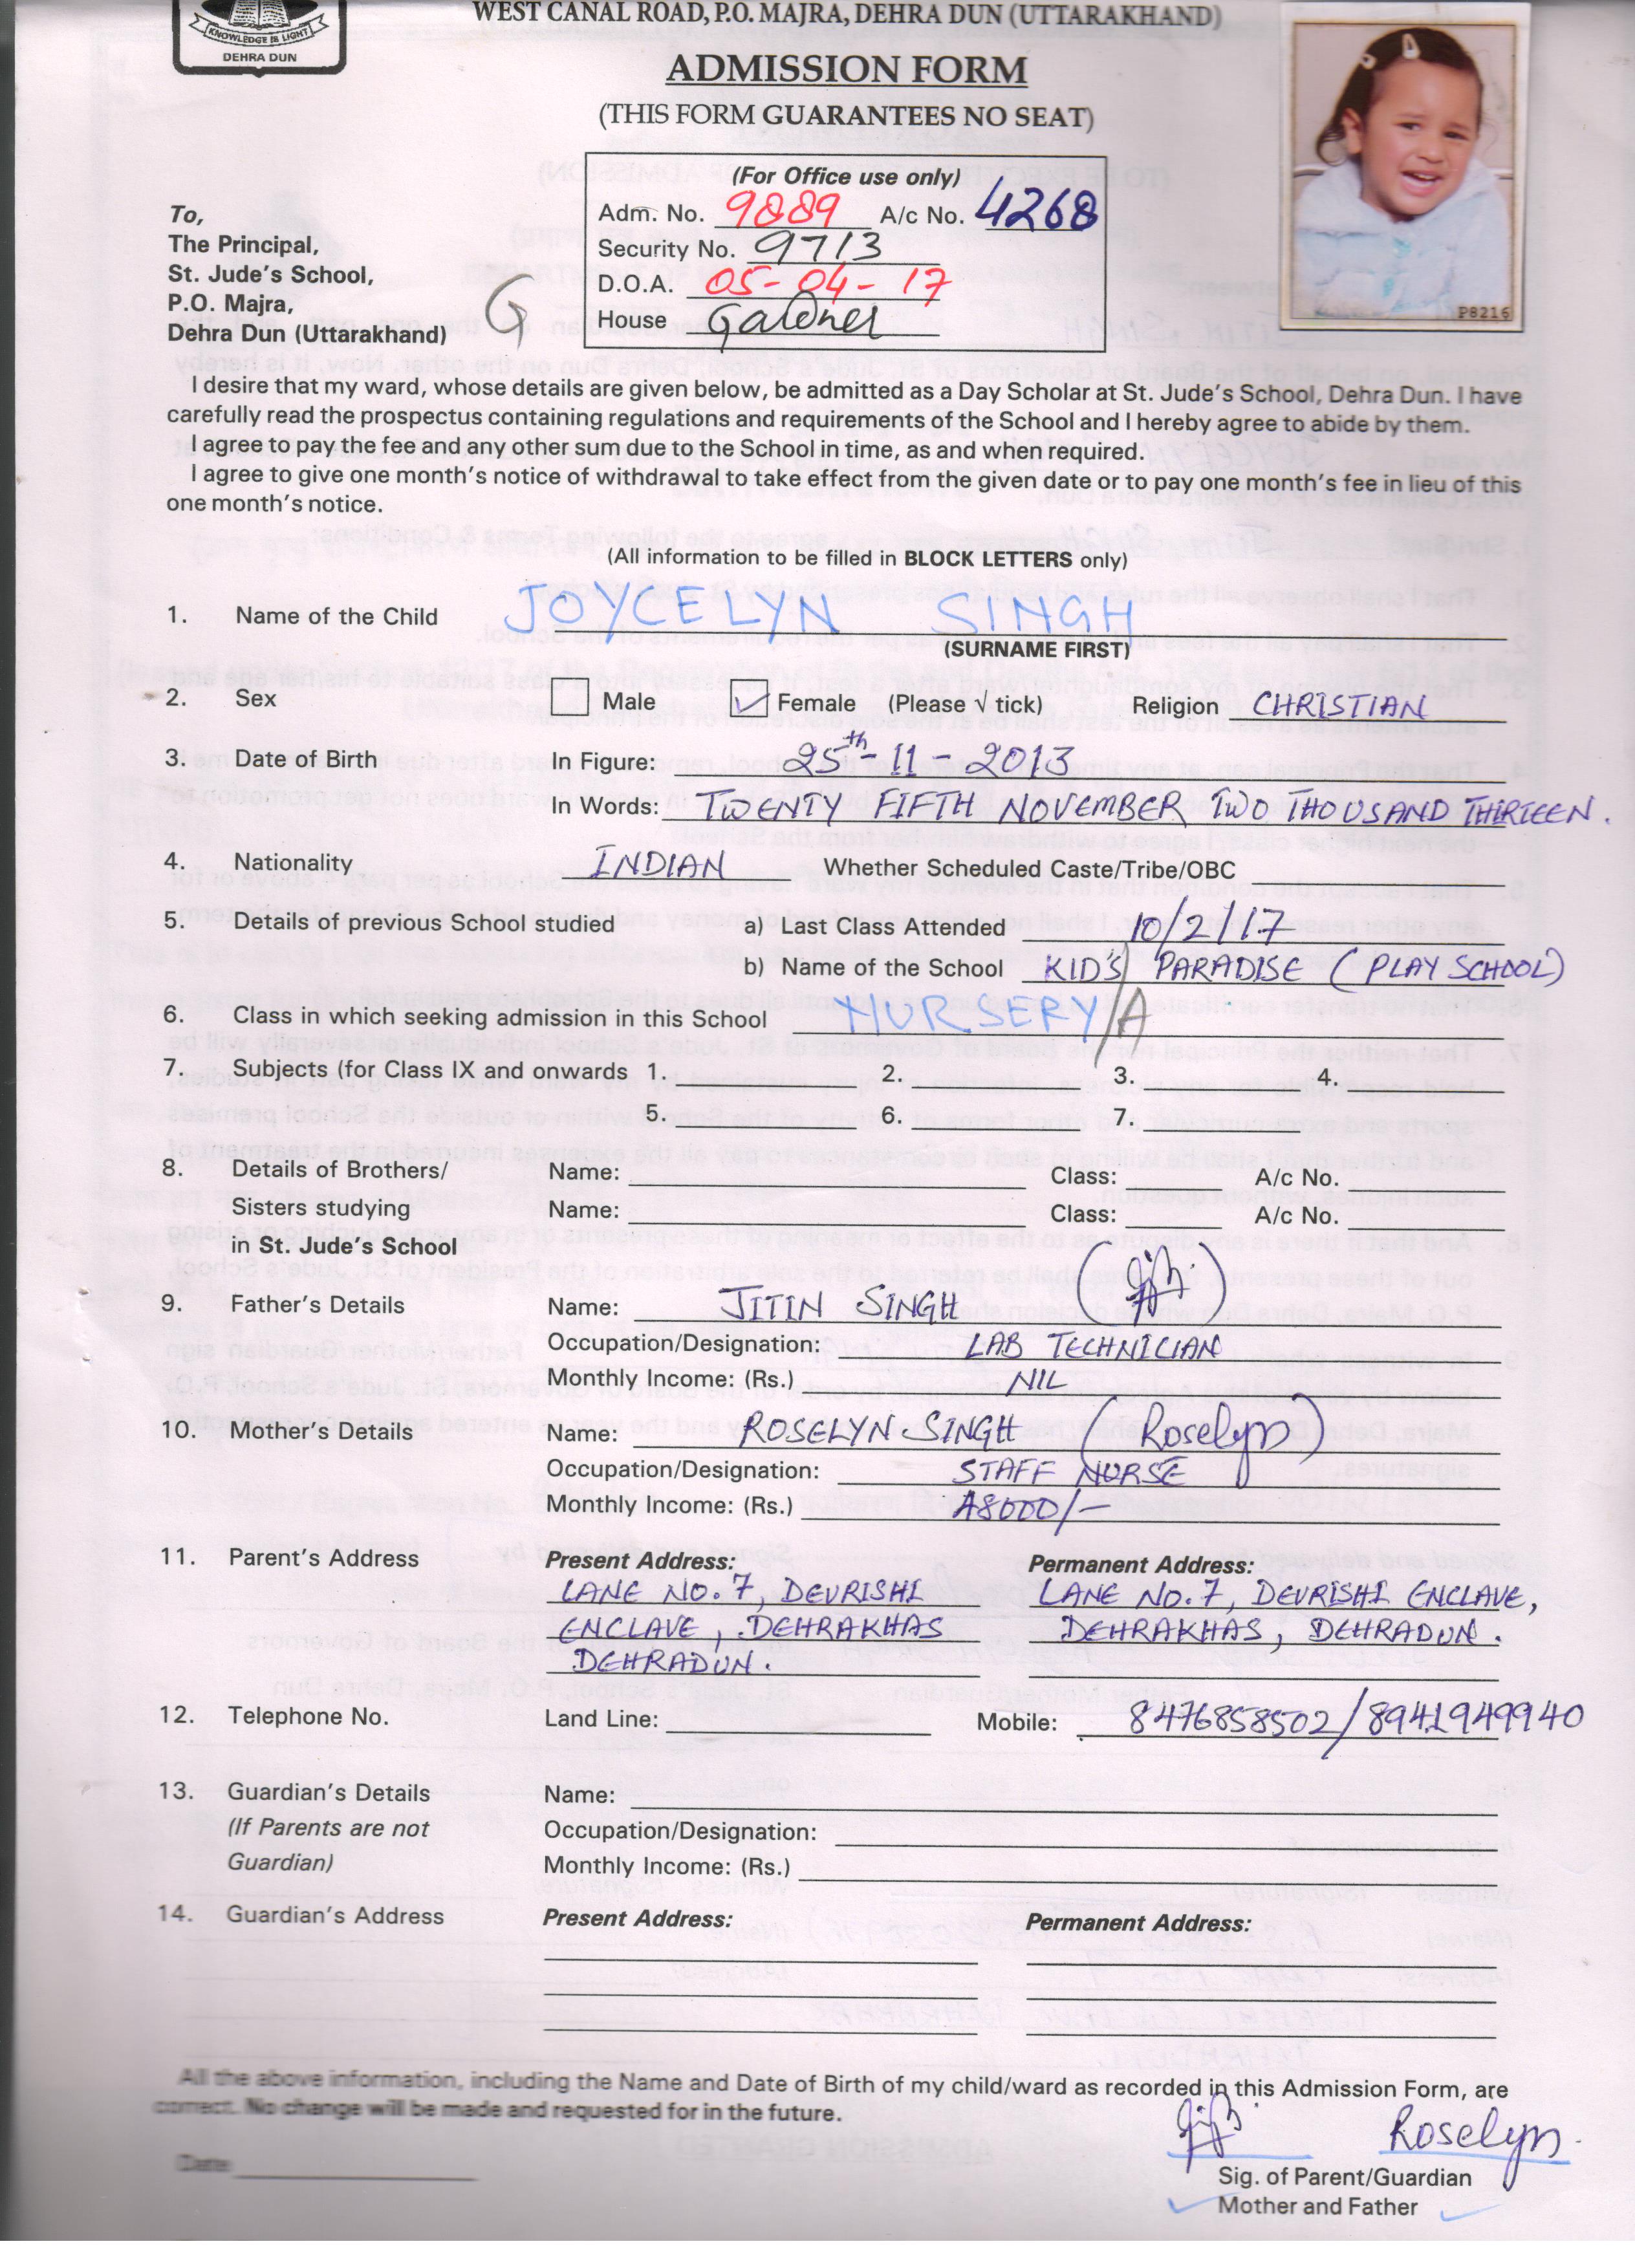 KNOWLEDGE IS LIGHT
DEHRA DUN
WEST CANAL ROAD, P.O. MAJRA, DEHRA DUN (UTTARAKHAND)
ADMISSION FORM
(THIS FORM GUARANTEES NO SEAT)
P8216
(For Office use only)
Adm. No. 9889 A/c No. 4268
Security No. 9713
D.O.A. 05-04-17
House Gardner
To,
The Principal,
St. Jude's School,
P.O. Majra,
Dehra Dun (Uttarakhand)
I desire that my ward, whose details are given below, be admitted as a Day Scholar at St. Jude's School, Dehra Dun. I have
carefully read the prospectus containing regulations and requirements of the School and I hereby agree to abide by them.
I agree to pay the fee and any other sum due to the School in time, as and when required.
I agree to give one month's notice of withdrawal to take effect from the given date or to pay one month's fee in lieu of this
one month's notice.
(All information to be filled in BLOCK LETTERS only)
1. Name of the Child JOYCELYN SINGH
(SURNAME FIRST)
2. Sex Male Female (Please √ tick) Religion CHRISTIAN
3. Date of Birth In Figure: 25th-11-2013
In Words: TWENTY FIFTH NOVEMBER TWO THOUSAND THIRTEEN.
4. Nationality INDIAN Whether Scheduled Caste/Tribe/OBC
5. Details of previous School studied a) Last Class Attended 10/2/17
b) Name of the School KID'S PARADISE (PLAY SCHOOL)
6. Class in which seeking admission in this School NURSERY/A
7. Subjects (for Class IX and onwards 1. 2. 3. 4.
5. 6. 7.
8. Details of Brothers/ Name: Class: A/c No.
Sisters studying Name: Class: A/c No.
in St. Jude's School
9. Father's Details Name: JITIN SINGH
Occupation/Designation: LAB TECHNICIAN
Monthly Income: (Rs.) NIL
10. Mother's Details Name: ROSELYN SINGH (Roselyn)
Occupation/Designation: STAFF NURSE
Monthly Income: (Rs.) 18000/-
11. Parent's Address Present Address: Permanent Address:
LANE NO.7, DEVRISHI LANE NO.7, DEVRISHI ENCLAVE,
ENCLAVE, DEHRAKHAS DEHRAKHAS, DEHRADUN.
DEHRADUN.
12. Telephone No. Land Line: Mobile: 8476858502/8941949940
13. Guardian's Details Name:
(If Parents are not Occupation/Designation:
Guardian) Monthly Income: (Rs.)
14. Guardian's Address Present Address: Permanent Address:
All the above information, including the Name and Date of Birth of my child/ward as recorded in this Admission Form, are
correct. No change will be made and requested for in the future.
Roselyn.
Date
Sig. of Parent/Guardian
Mother and Father